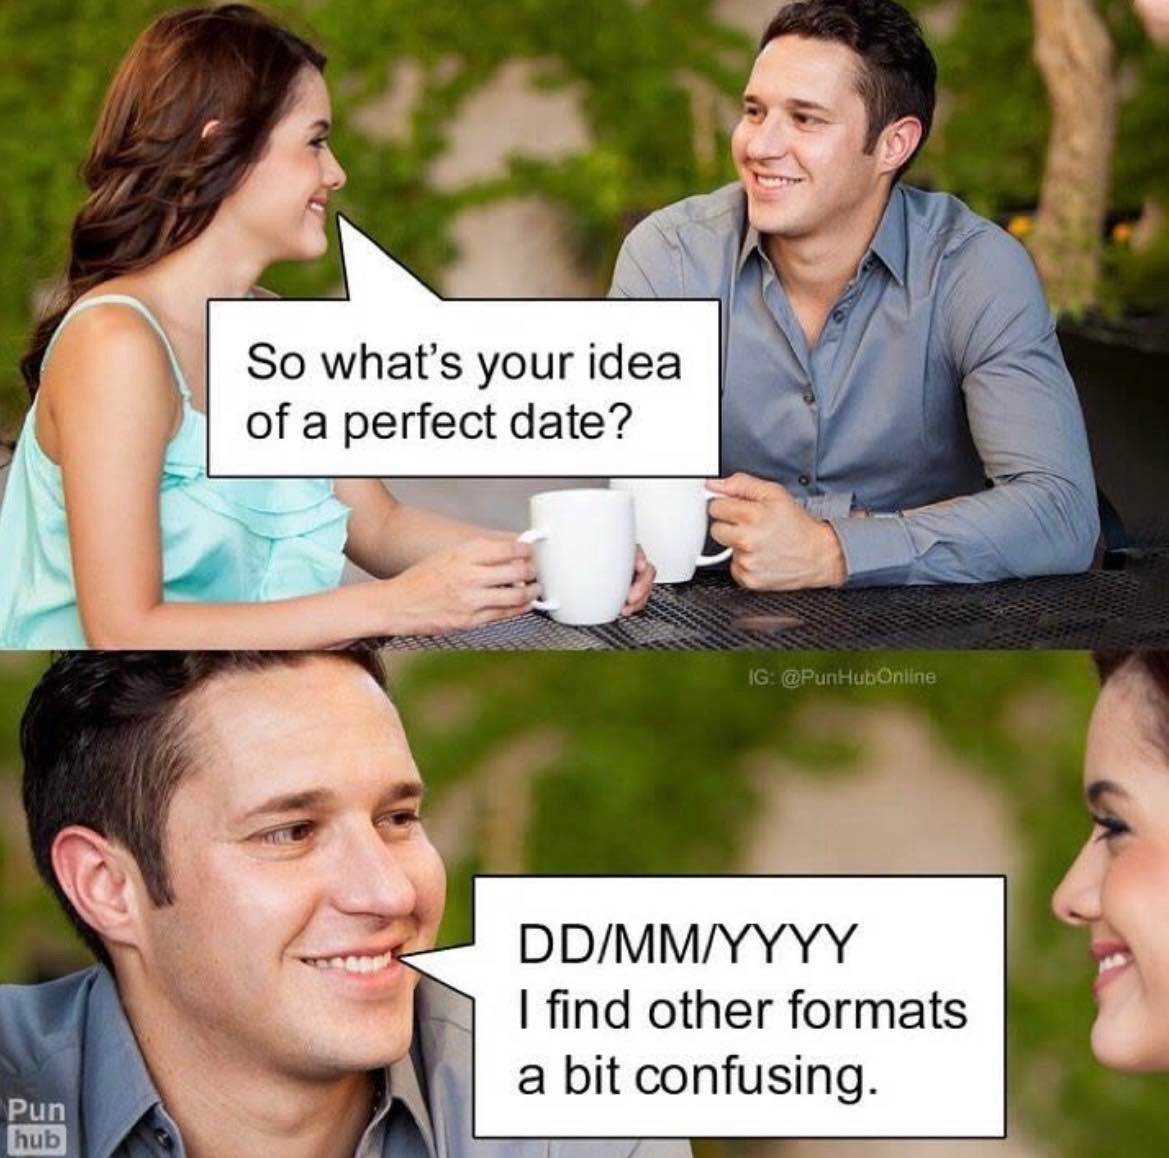 So what's your idea
of a perfect date?
IG: @PunHubOnline
DD/MM/YYYY
I find other formats
a bit confusing.
Pun
hub